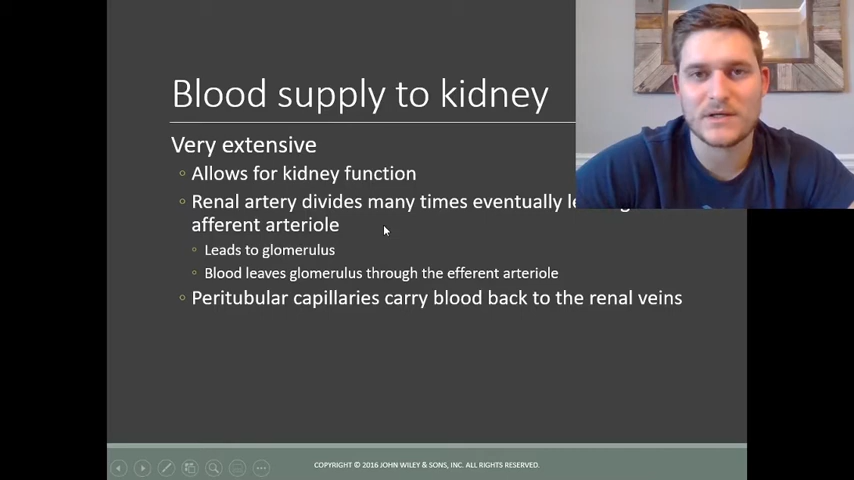 Blood supply to kidney
Very extensive
Allows for kidney function
Renal artery divides many times eventually
afferent arteriole
Leads to glomerulus
Blood leaves glomerulus through the efferent arteriole
Peritubular capillaries carry blood back to the renal veins
COPYRIGHT © 2016 JOHN WILEY & SONS, INC. ALL RIGHTS RESERVED.